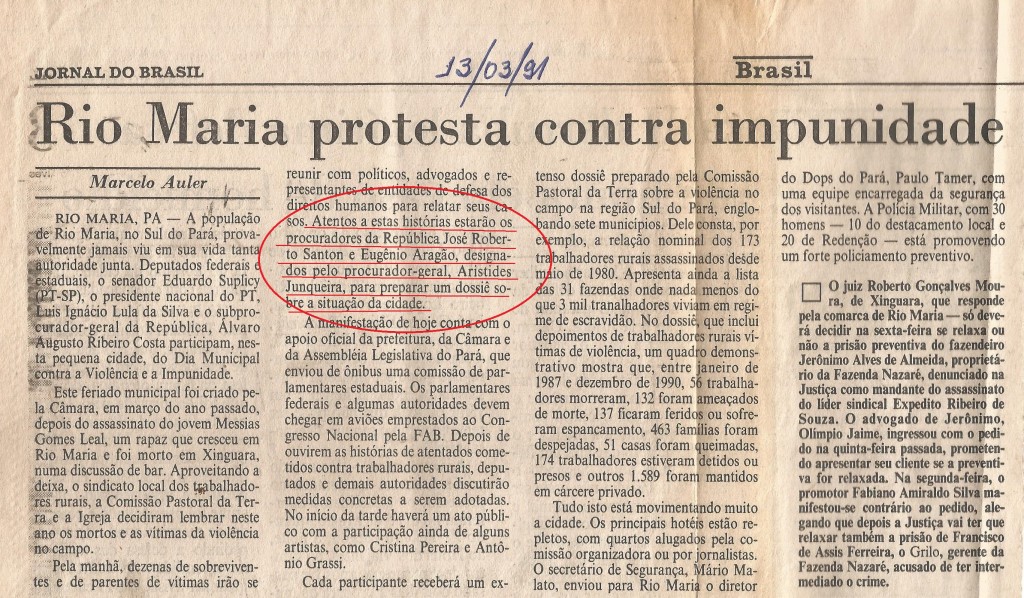 JORNAL DO BRASIL
13/03/91
Brasil
Rio Maria protesta contra impunidade
Marcelo Auler
RIO MARIA, PA — A população
de Rio Maria, no Sul do Pará, prova-
velmente jamais viu em sua vida tanta
autoridade junta. Deputados federais e
estaduais, o senador Eduardo Suplicy
(PT-SP), o presidente nacional do PT,
Luis Ignácio Lula da Silva e o subpro-
curador-geral da República, Álvaro
Augusto Ribeiro Costa participam, nes-
ta pequena cidade, do Dia Municipal
contra a Violência e a Impunidade.
Este feriado municipal foi criado pe-
la Câmara, em março do ano passado,
depois do assassinato do jovem Messias
Gomes Leal, um rapaz que cresceu em
Rio Maria e foi morto em Xinguara,
numa discussão de bar. Aproveitando a
deixa, o sindicato local dos trabalhado-
res rurais, a Comissão Pastoral da Ter-
ra e a Igreja decidiram lembrar neste
ano os mortos e as vítimas da violência
no campo.
Pela manhã, dezenas de sobreviven-
tes e de parentes de vítimas irão se
reunir com políticos, advogados e re-
presentantes de entidades de defesa dos
direitos humanos para relatar seus ca-
sos. Atentos a estas histórias estarão os
procuradores da República José Rober-
to Santon e Eugênio Aragão, designa-
dos pelo procurador-geral, Aristides
Junqueira, para preparar um dossiê so-
bre a situação da cidade.
A manifestação de hoje conta com o
apoio oficial da prefeitura, da Câmara e
da Assembléia Legislativa do Pará, que
enviou de ônibus uma comissão de par-
lamentares estaduais. Os parlamentares
federais e algumas autoridades devem
chegar em aviões emprestados ao Con-
gresso Nacional pela FAB. Depois de
ouvirem as histórias de atentados come-
tidos contra trabalhadores rurais, depu-
tados e demais autoridades discutirão
medidas concretas a serem adotadas.
No início da tarde haverá um ato públi-
co com a participação ainda de alguns
artistas, como Cristina Pereira e Antô-
nio Grassi.
Cada participante receberá um ex-
tenso dossiê preparado pela Comissão
Pastoral da Terra sobre a violência no
campo na região Sul do Pará, englo-
bando sete municípios. Dele consta, por
exemplo, a relação nominal dos 173
trabalhadores rurais assassinados desde
maio de 1980. Apresenta ainda a lista
das 31 fazendas onde nada menos do
que 3 mil tranalhadores viviam em regi-
me de escravidão. No dossiê, que inclui
depoimentos de trabalhadores rurais ví-
timas de violência, um quadro demons-
trativo mostra que, entre janeiro de
1987 e dezembro de 1990, 56 trabalha-
dores morreram, 132 foram ameaçados
de morte, 137 ficaram feridos ou sofre-
ram espancamento, 463 famílias foram
despejadas, 51 casas foram queimadas,
174 trabalhadores estiveram detidos ou
presos e outros 1.589 foram mantidos
em cárcere privado.
Tudo isto está movimentando muito
a cidade. Os principais hotéis estão re-
pletos, com quartos alugados pela co-
missão organizadora ou por jornalistas.
O secretário de Segurança, Mário Ma-
lato, enviou para Rio Maria o diretor
do Dops do Pará, Paulo Tamer, com
uma equipe encarregada da segurança
dos visitantes. A Polícia Militar, com 30
homens — 10 do destacamento local e
20 de Redenção — está promovendo
um forte policiamento preventivo.
O juiz Roberto Gonçalves Mou-
ra, de Xinguara, que responde
pela comarca de Rio Maria — só deve-
rá decidir na sexta-feira se relaxa ou
não a prisão preventiva do fazendeiro
Jerônimo Alves de Almeida, proprietá-
rio da Fazenda Nazaré, denunciado na
Justiça como mandante do assassinato
do líder sindical Expedito Ribeiro de
Souza. O advogado de Jerônimo,
Olímpio Jaime, ingressou com o pedi-
do na quinta-feira passada, prometen-
do apresentar seu cliente se a preventi-
va for relaxada. Na segunda-feira, o
promotor Fabiano Amiraldo Silva ma-
nifestou-se contrário ao pedido, ale-
gando que depois a Justiça vai ter que
relaxar também a prisão de Francisco
de Assis Ferreira, o Grilo, gerente da
Fazenda Nazaré, acusado de ter inter-
mediado o crime.